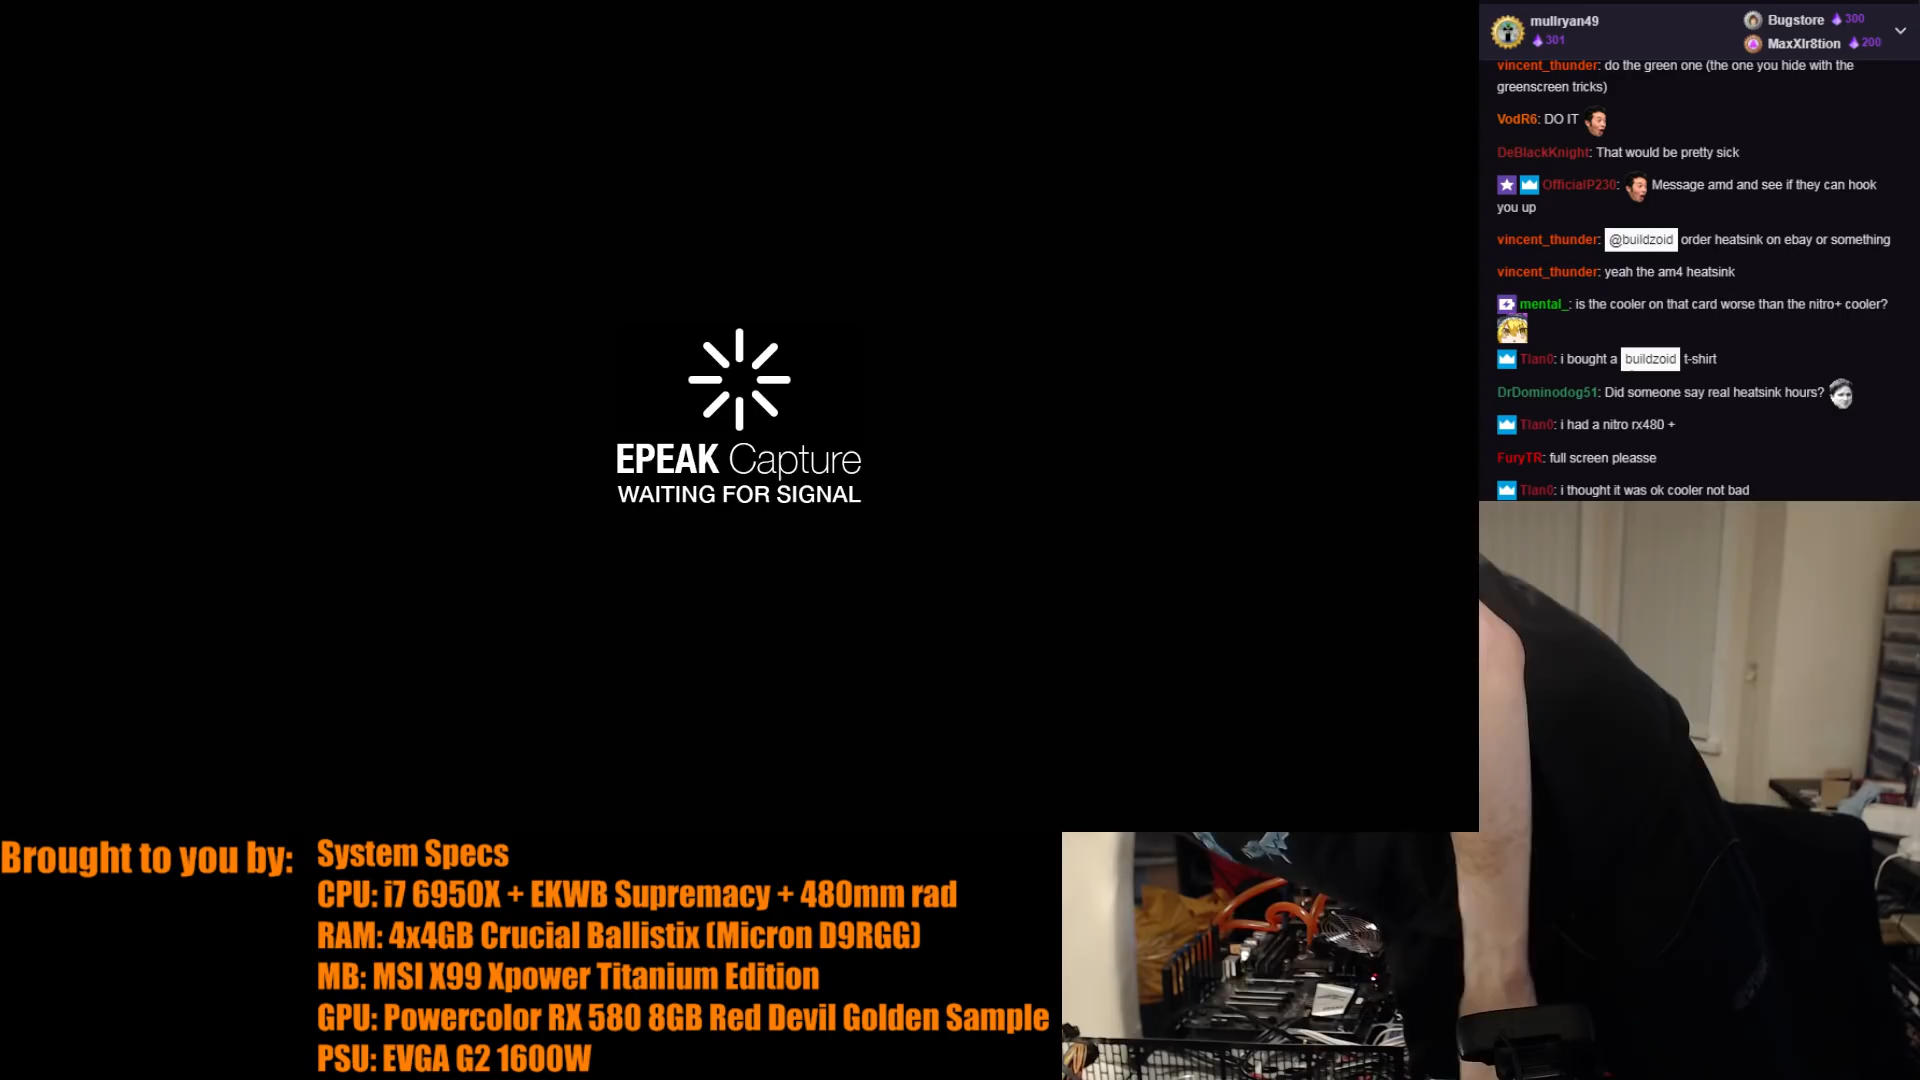 EPEAK Capture
WAITING FOR SIGNAL
mullryan49
301
Bugstore 300
MaxXlr8tion 200
vincent_thunder: do the green one (the one you hide with the
greenscreen tricks)
VodR6: DO IT
DeBlackKnight: That would be pretty sick
OfficialP230: Message amd and see if they can hook
you up
vincent_thunder: @buildzoid order heatsink on ebay or something
vincent_thunder: yeah the am4 heatsink
mental_: is the cooler on that card worse than the nitro+ cooler?
Tlan0: i bought a buildzoid t-shirt
DrDominodog51: Did someone say real heatsink hours?
Tlan0: i had a nitro rx480 +
FuryTR: full screen pleasse
Tlan0: i thought it was ok cooler not bad
Brought to you by:
System Specs
CPU: i7 6950X + EKWB Supremacy + 480mm rad
RAM: 4x4GB Crucial Ballistix (Micron D9RGG)
MB: MSI X99 Xpower Titanium Edition
GPU: Powercolor RX 580 8GB Red Devil Golden Sample
PSU: EVGA G2 1600W